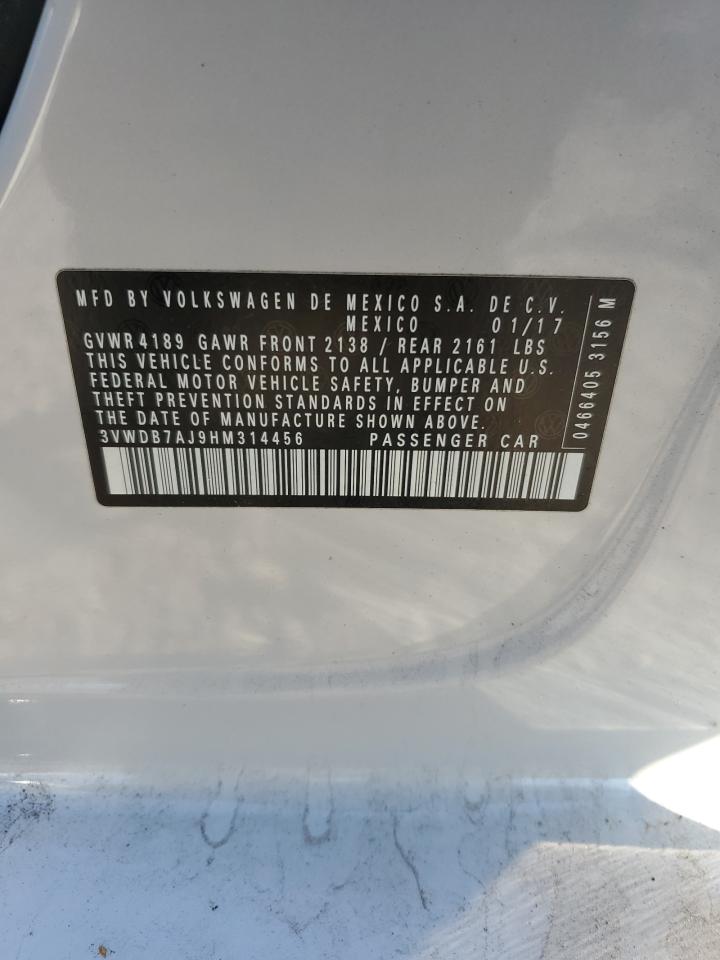 MFD BY VOLKSWAGEN DE MEXICO S.A. DE C.V.
MEXICO 01/17
GVWR 4189 GAWR FRONT 2138 / REAR 2161 LBS
THIS VEHICLE CONFORMS TO ALL APPLICABLE U.S.
FEDERAL MOTOR VEHICLE SAFETY, BUMPER AND
THEFT PREVENTION STANDARDS IN EFFECT ON
THE DATE OF MANUFACTURE SHOWN ABOVE.
3VWDB7AJ9HM314456 PASSENGER CAR
0466405 3156 M